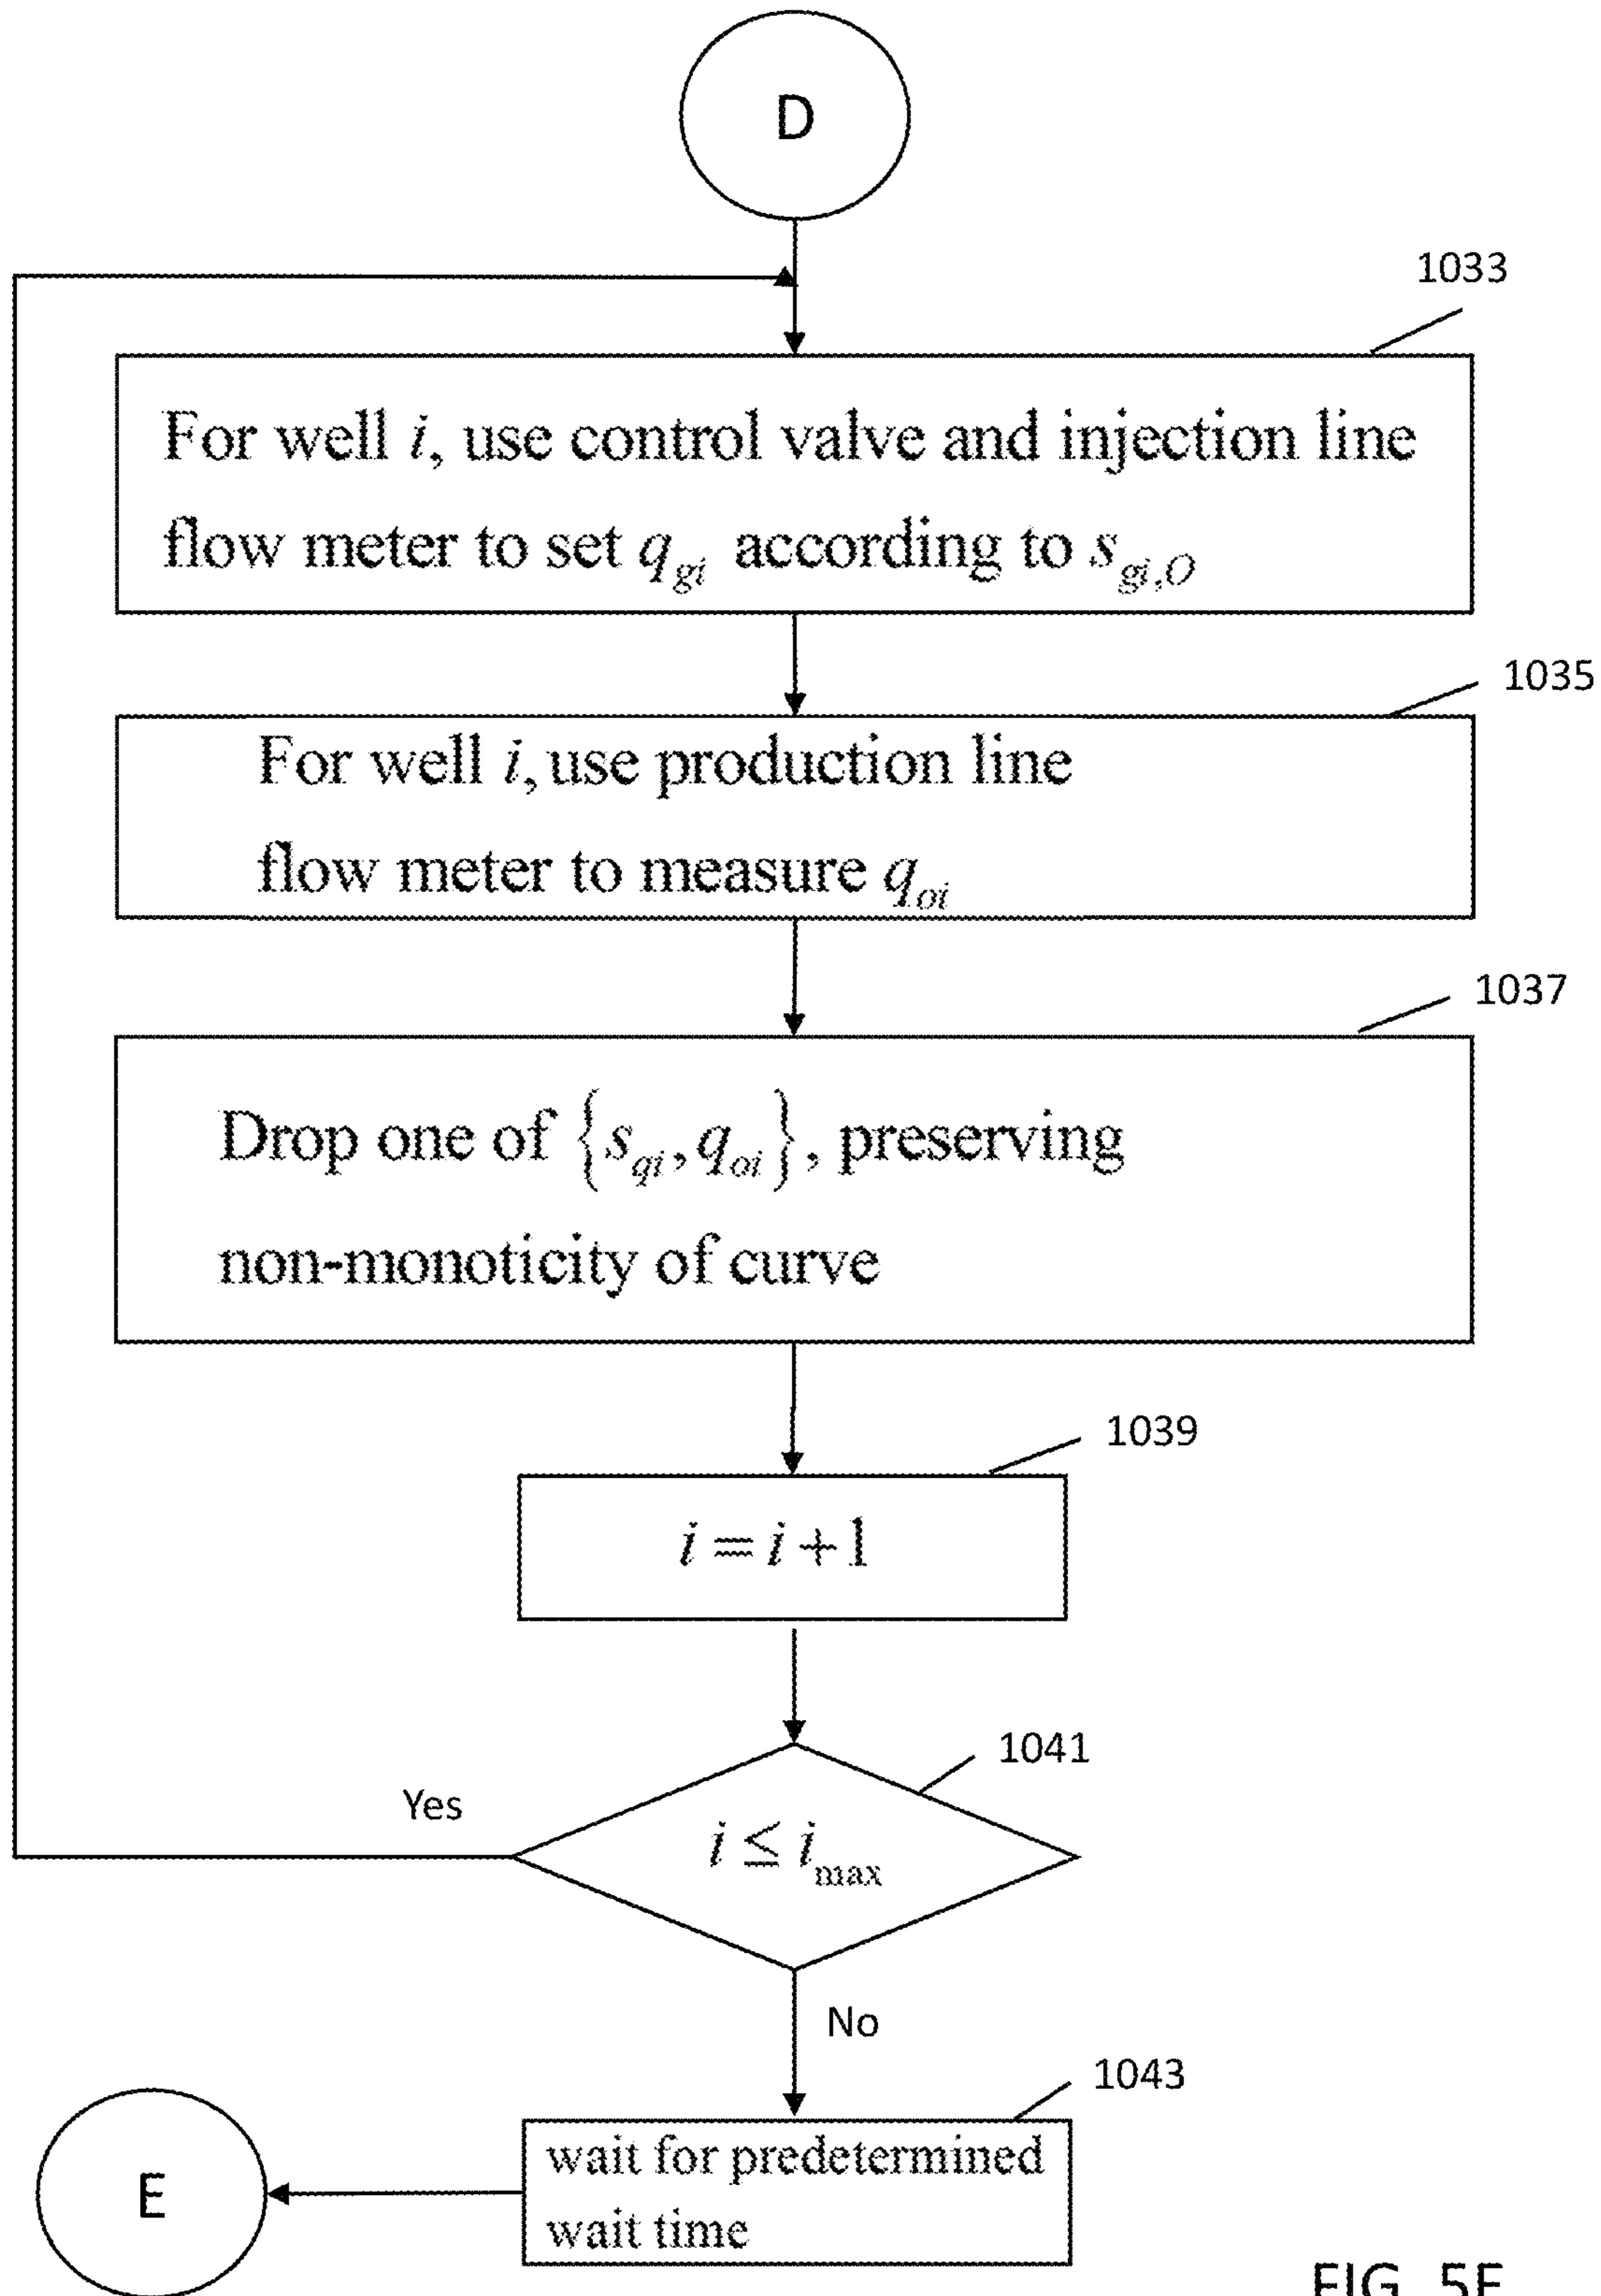 D
1033
For well i, use control valve and injection line
flow meter to set q_gi according to s_gi,O
1035
For well i, use production line
flow meter to measure q_oi
1037
Drop one of {s_qi, q_oi}, preserving
non-monoticity of curve
1039
i = i + 1
1041
Yes
i ≤ i_max
No
1043
wait for predetermined
wait time
E